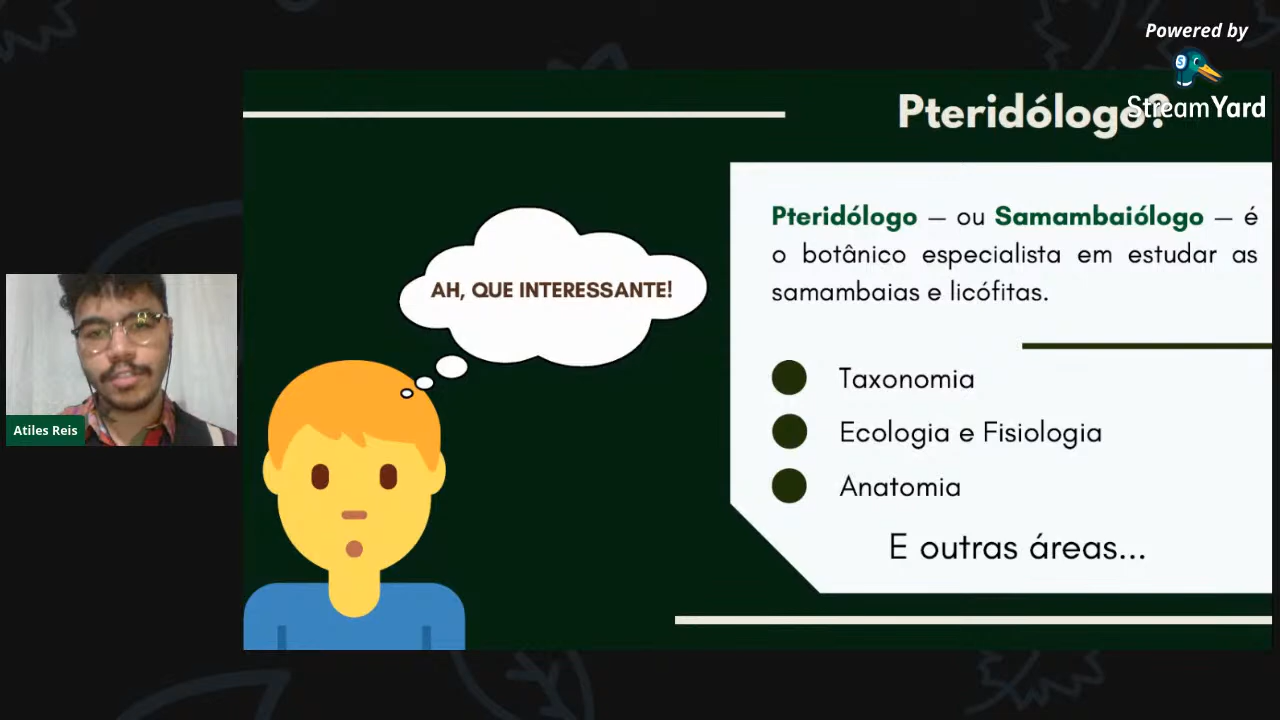 Powered by
StreamYard
Pteridólogo?
Pteridólogo — ou Samambaiólogo — é
o botânico especialista em estudar as
samambaias e licófitas.
AH, QUE INTERESSANTE!
Taxonomia
Ecologia e Fisiologia
Anatomia
E outras áreas...
Atiles Reis